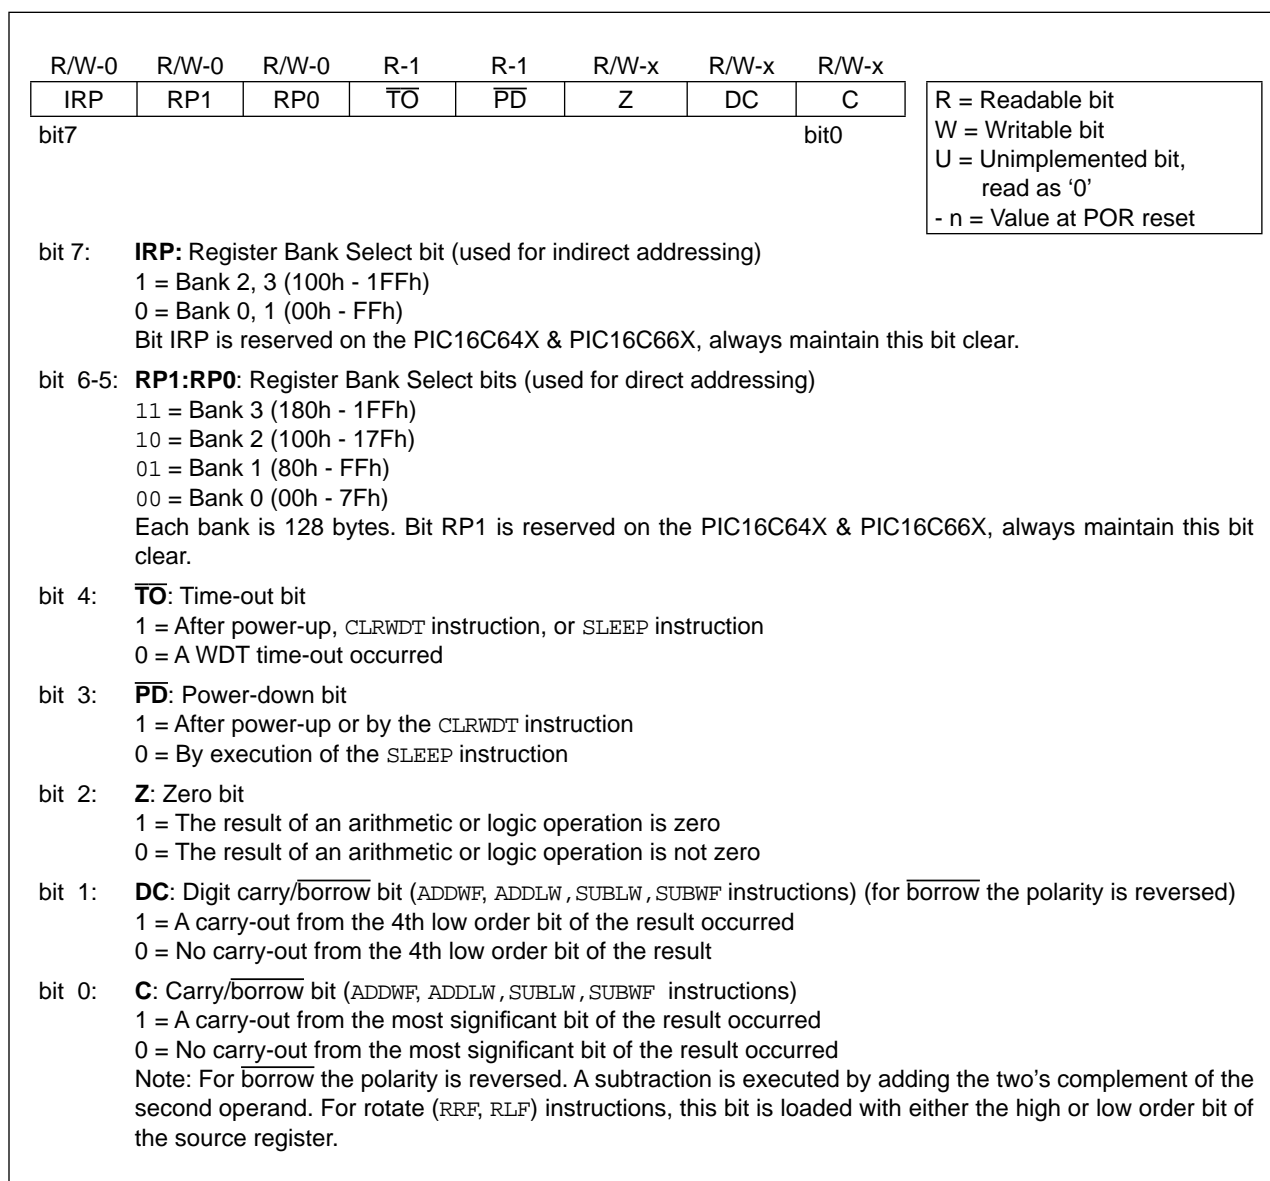 R/W-0 R/W-0 R/W-0 R-1 R-1 R/W-x R/W-x R/W-x
IRP RP1 RP0 T̅O̅ P̅D̅ Z DC C
bit7 bit0
R = Readable bit
W = Writable bit
U = Unimplemented bit,
read as ‘0’
- n = Value at POR reset
bit 7: IRP: Register Bank Select bit (used for indirect addressing)
1 = Bank 2, 3 (100h - 1FFh)
0 = Bank 0, 1 (00h - FFh)
Bit IRP is reserved on the PIC16C64X & PIC16C66X, always maintain this bit clear.
bit 6-5: RP1:RP0: Register Bank Select bits (used for direct addressing)
11 = Bank 3 (180h - 1FFh)
10 = Bank 2 (100h - 17Fh)
01 = Bank 1 (80h - FFh)
00 = Bank 0 (00h - 7Fh)
Each bank is 128 bytes. Bit RP1 is reserved on the PIC16C64X & PIC16C66X, always maintain this bit
clear.
bit 4: T̅O̅: Time-out bit
1 = After power-up, CLRWDT instruction, or SLEEP instruction
0 = A WDT time-out occurred
bit 3: P̅D̅: Power-down bit
1 = After power-up or by the CLRWDT instruction
0 = By execution of the SLEEP instruction
bit 2: Z: Zero bit
1 = The result of an arithmetic or logic operation is zero
0 = The result of an arithmetic or logic operation is not zero
bit 1: DC: Digit carry/b̅o̅r̅r̅o̅w̅ bit (ADDWF, ADDLW,SUBLW,SUBWF instructions) (for b̅o̅r̅r̅o̅w̅ the polarity is reversed)
1 = A carry-out from the 4th low order bit of the result occurred
0 = No carry-out from the 4th low order bit of the result
bit 0: C: Carry/b̅o̅r̅r̅o̅w̅ bit (ADDWF, ADDLW,SUBLW,SUBWF instructions)
1 = A carry-out from the most significant bit of the result occurred
0 = No carry-out from the most significant bit of the result occurred
Note: For b̅o̅r̅r̅o̅w̅ the polarity is reversed. A subtraction is executed by adding the two’s complement of the
second operand. For rotate (RRF, RLF) instructions, this bit is loaded with either the high or low order bit of
the source register.